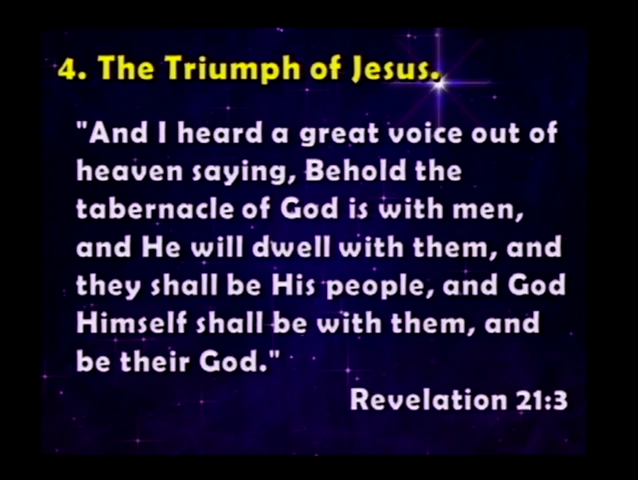 4. The Triumph of Jesus.
"And I heard a great voice out of
heaven saying, Behold the
tabernacle of God is with men,
and He will dwell with them, and
they shall be His people, and God
Himself shall be with them, and
be their God."
Revelation 21:3